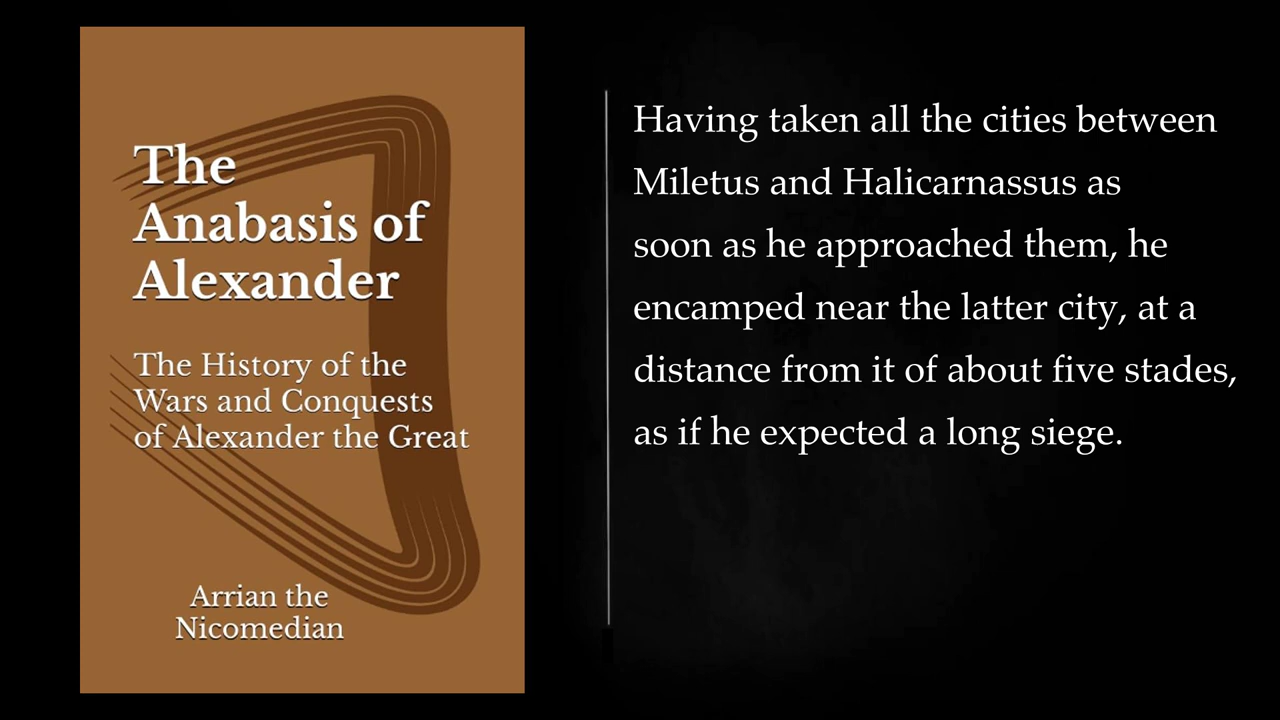 The
Anabasis of
Alexander
The History of the
Wars and Conquests
of Alexander the Great
Arrian the
Nicomedian
Having taken all the cities between
Miletus and Halicarnassus as
soon as he approached them, he
encamped near the latter city, at a
distance from it of about five stades,
as if he expected a long siege.